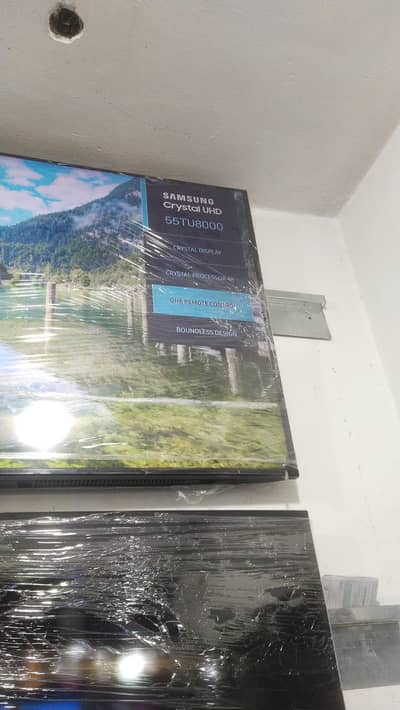 SAMSUNG
Crystal UHD
55TU8000
CRYSTAL DISPLAY
CRYSTAL PROCESSOR 4K
ONE REMOTE CONTROL
BOUNDLESS DESIGN